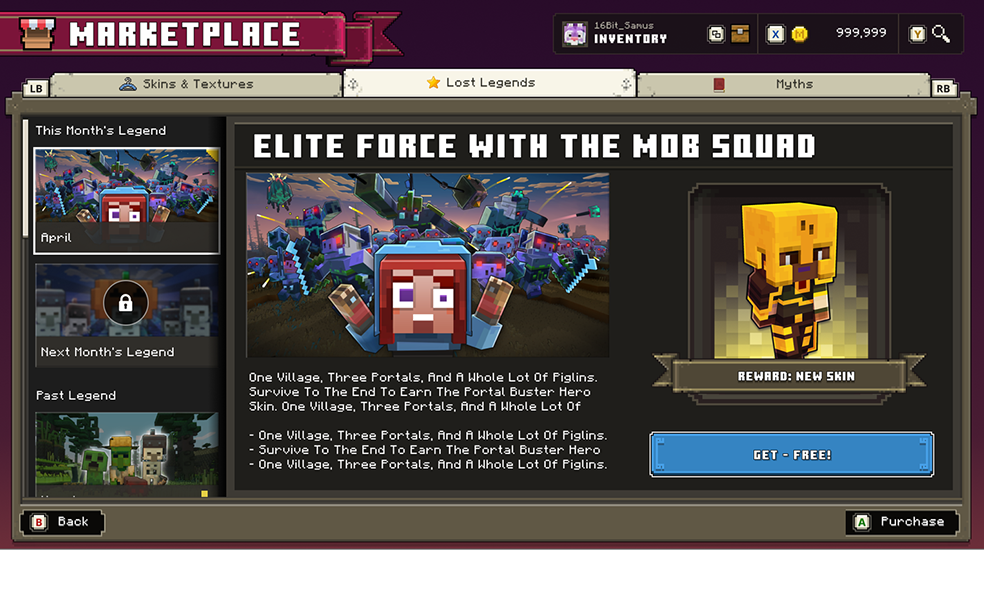 MARKETPLACE
16Bit_Samus
INVENTORY
X
M
999,999
Y
LB
Skins & Textures
Lost Legends
Myths
RB
This Month's Legend
April
Next Month's Legend
Past Legend
ELITE FORCE WITH THE MOB SQUAD
One Village, Three Portals, And A Whole Lot Of Piglins.
Survive To The End To Earn The Portal Buster Hero
Skin. One Village, Three Portals, And A Whole Lot Of
- One Village, Three Portals, And A Whole Lot Of Piglins.
- Survive To The End To Earn The Portal Buster Hero
- One Village, Three Portals, And A Whole Lot Of Piglins.
REWARD: NEW SKIN
GET - FREE!
B Back
A Purchase